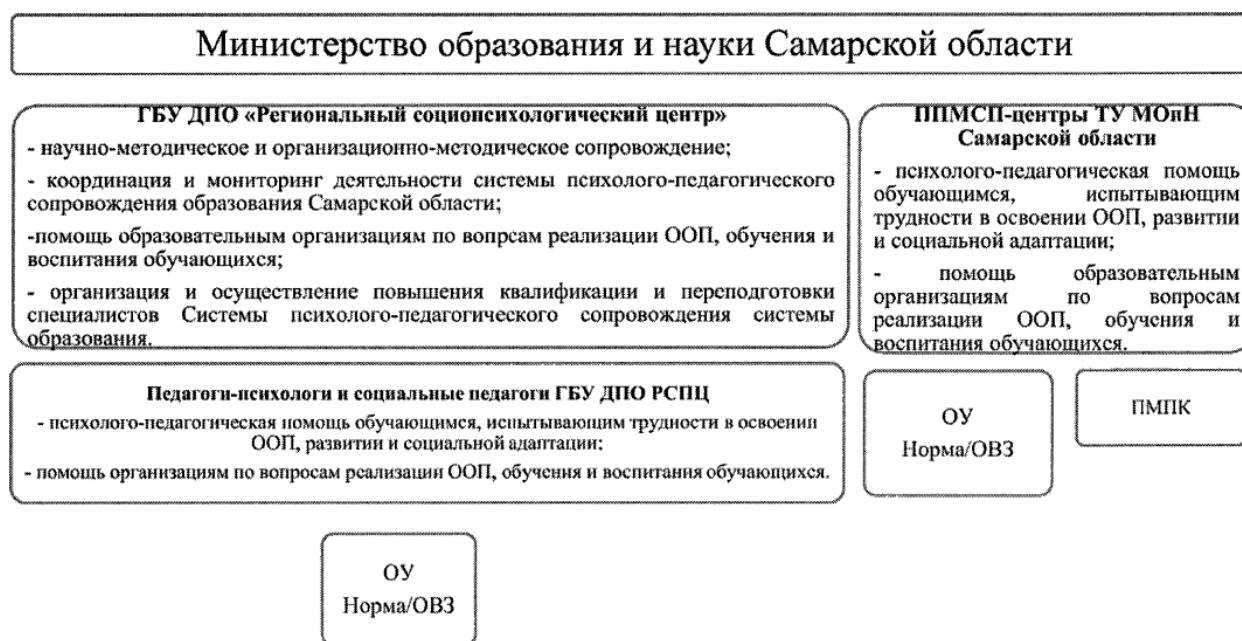 Министерство образования и науки Самарской области
ГБУ ДПО «Региональный социопсихологический центр»
- научно-методическое и организационно-методическое сопровождение;
- координация и мониторинг деятельности системы психолого-педагогического
сопровождения образования Самарской области;
-помощь образовательным организациям по вопрсам реализации ООП, обучения и
воспитания обучающихся;
- организация и осуществление повышения квалификации и переподготовки
специалистов Системы психолого-педагогического сопровождения системы
образования.
ППМСП-центры ТУ МОиН
Самарской области
- психолого-педагогическая помощь
обучающимся, испытывающим
трудности в освоении ООП, развитии
и социальной адаптации;
- помощь образовательным
организациям по вопросам
реализации ООП, обучения и
воспитания обучающихся.
Педагоги-психологи и социальные педагоги ГБУ ДПО РСПЦ
- психолого-педагогическая помощь обучающимся, испытывающим трудности в освоении
ООП, развитии и социальной адаптации;
- помощь организациям по вопросам реализации ООП, обучения и воспитания обучающихся.
ОУ
Норма/ОВЗ
ПМПК
ОУ
Норма/ОВЗ